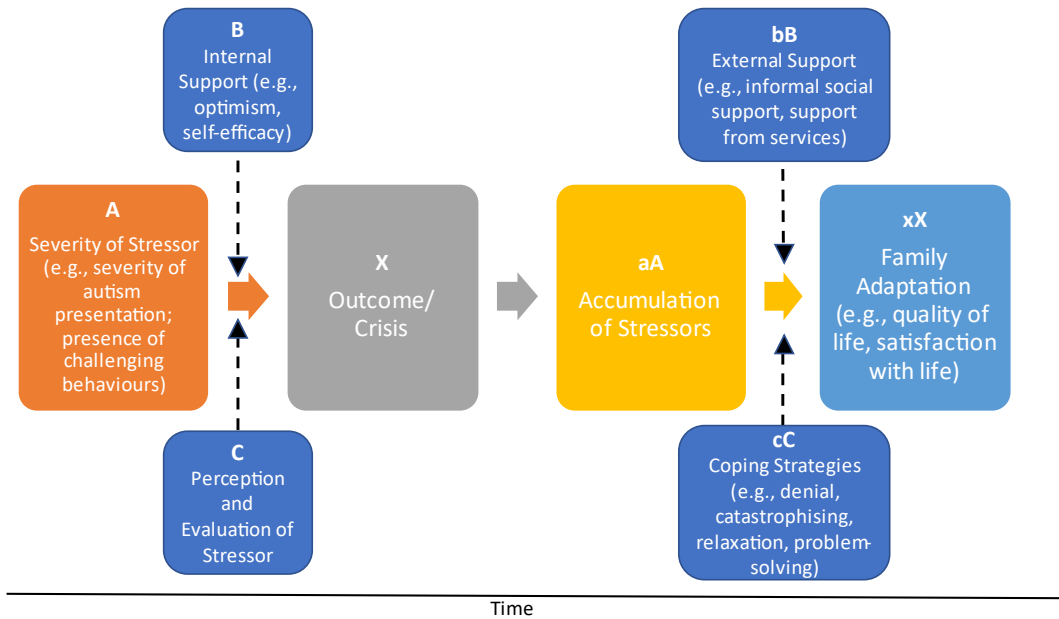 B
Internal
Support (e.g.,
optimism,
self-efficacy)
bB
External Support
(e.g., informal social
support, support
from services)
A
Severity of Stressor
(e.g., severity of
autism
presentation;
presence of
challenging
behaviours)
X
Outcome/
Crisis
aA
Accumulation
of Stressors
xX
Family
Adaptation
(e.g., quality of
life, satisfaction
with life)
C
Perception
and
Evaluation of
Stressor
cC
Coping Strategies
(e.g., denial,
catastrophising,
relaxation, problem-
solving)
Time